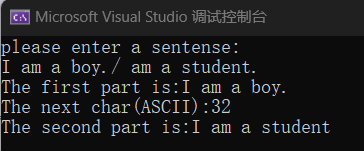 Microsoft Visual Studio 调试控制台
please enter a sentence:
I am a boy./ am a student.
The first part is:I am a boy.
The next char(ASCII):32
The second part is:I am a student